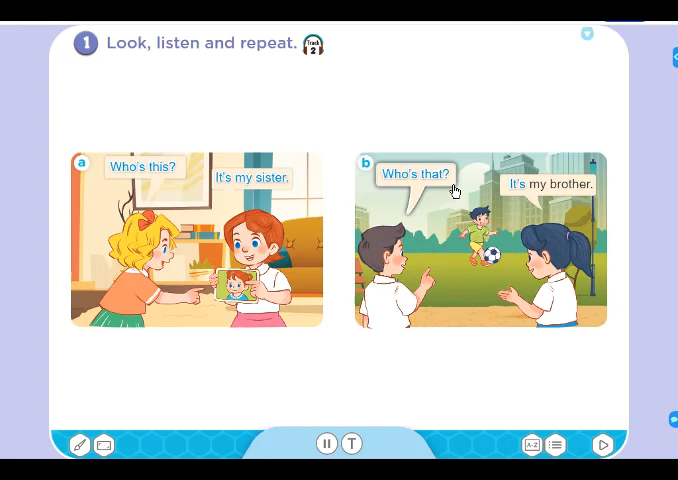 1 Look, listen and repeat. Track 2
a
Who's this?
It's my sister.
b
Who's that?
It's my brother.
T
A-Z